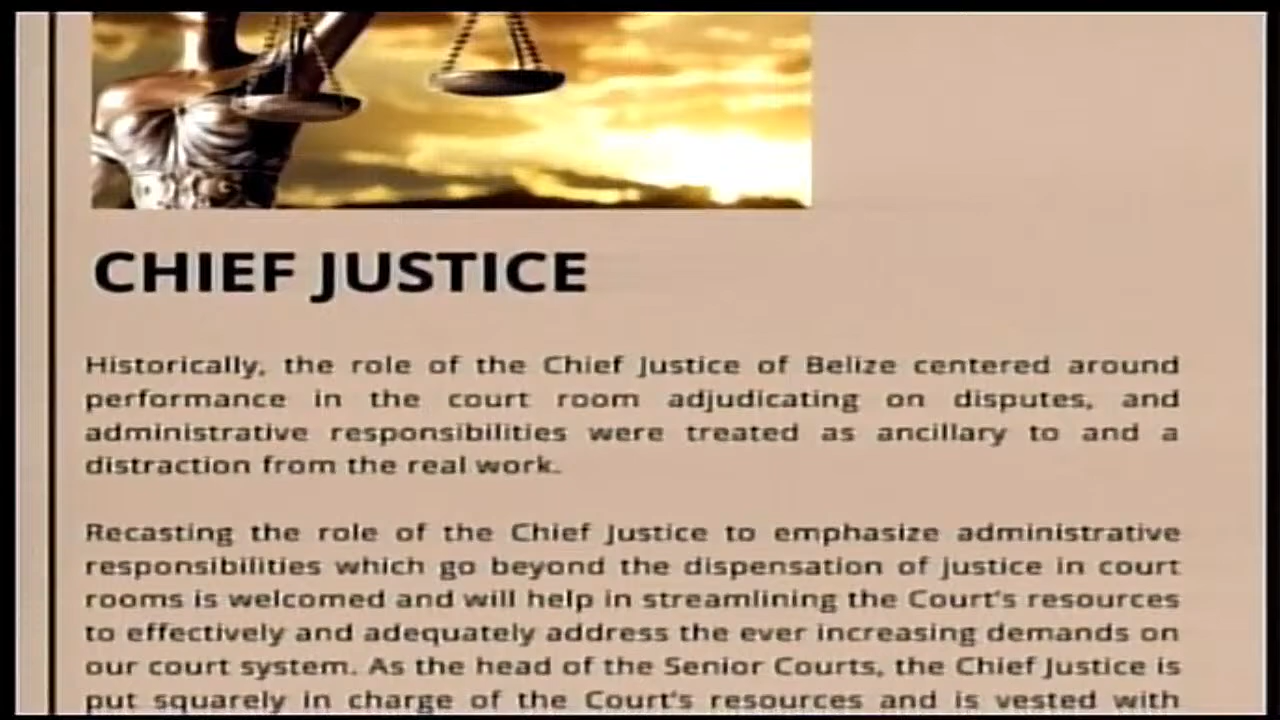 CHIEF JUSTICE
Historically, the role of the Chief Justice of Belize centered around
performance in the court room adjudicating on disputes, and
administrative responsibilities were treated as ancillary to and a
distraction from the real work.
Recasting the role of the Chief Justice to emphasize administrative
responsibilities which go beyond the dispensation of justice in court
rooms is welcomed and will help in streamlining the Court's resources
to effectively and adequately address the ever increasing demands on
our court system. As the head of the Senior Courts, the Chief Justice is
put squarely in charge of the Court's resources and is vested with